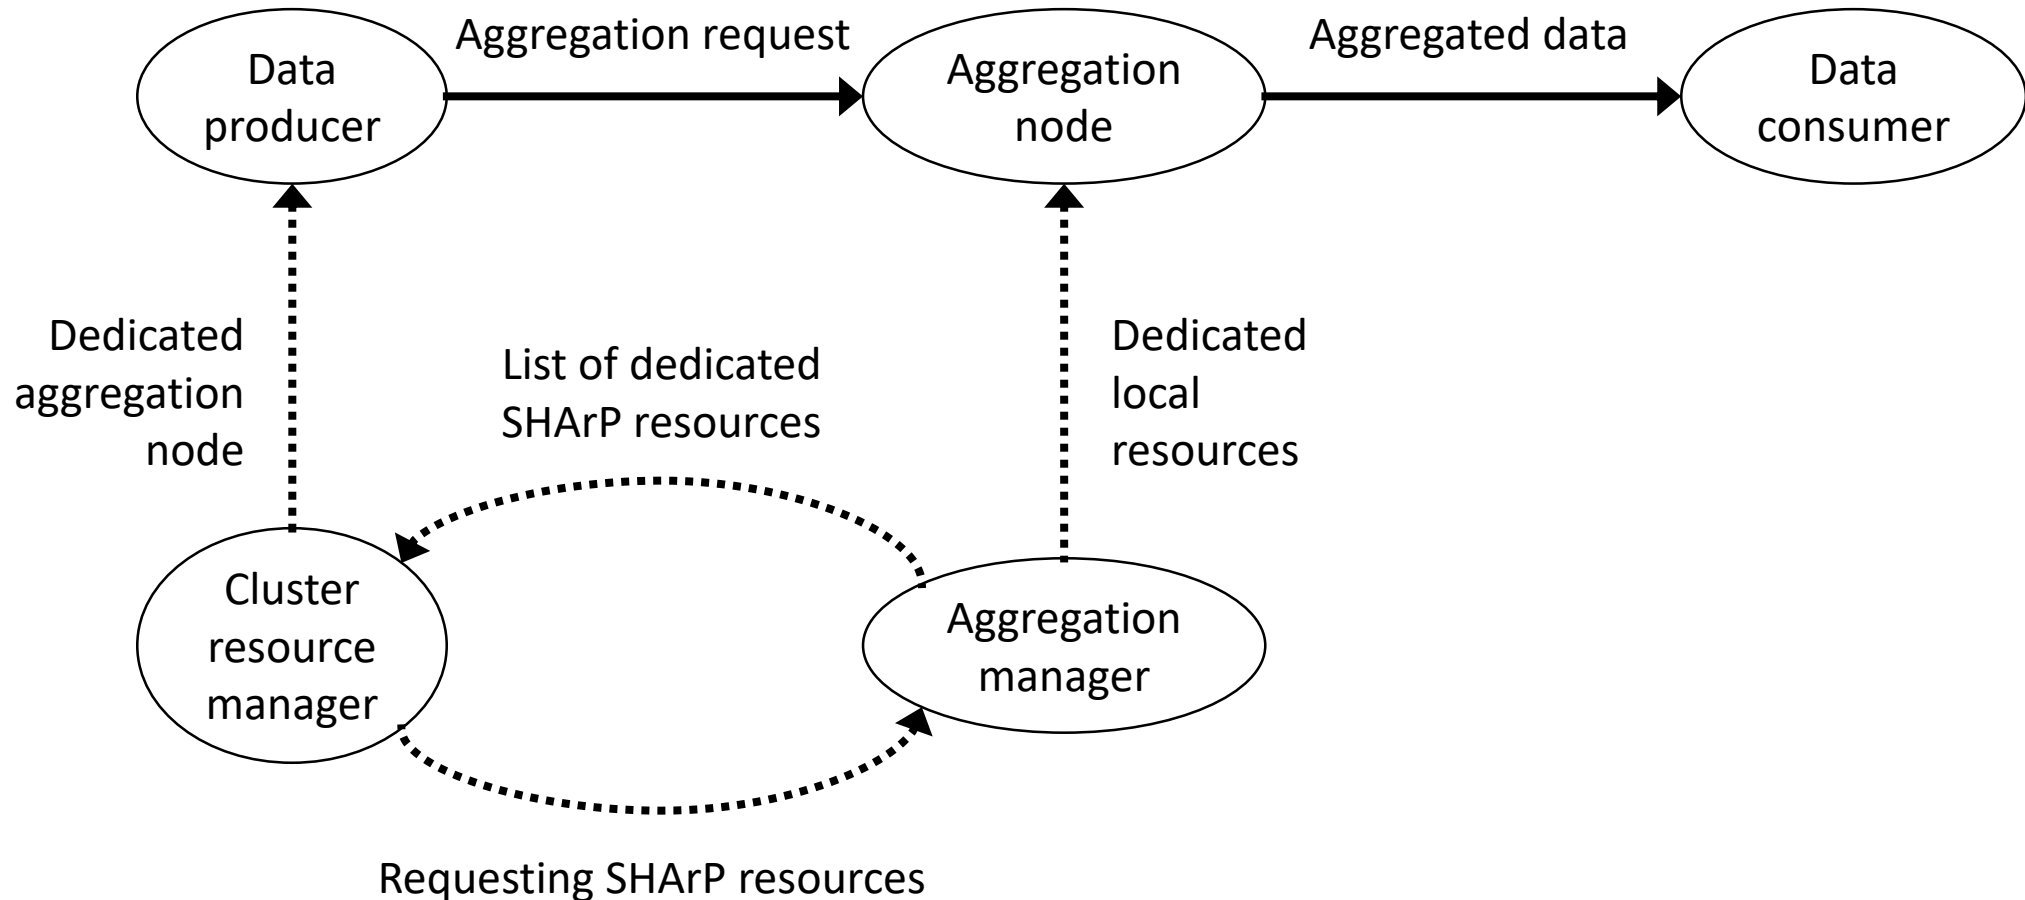 Data
producer
Aggregation request
Aggregation
node
Aggregated data
Data
consumer
Dedicated
aggregation
node
List of dedicated
SHArP resources
Dedicated
local
resources
Cluster
resource
manager
Aggregation
manager
Requesting SHArP resources